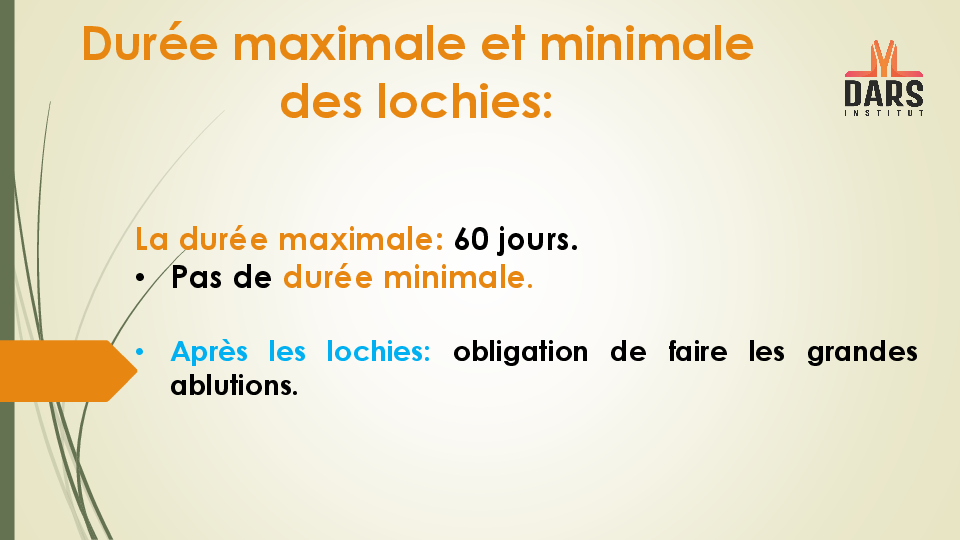 Durée maximale et minimale
des lochies:
DARS
INSTITUT
La durée maximale: 60 jours.
• Pas de durée minimale.
• Après les lochies: obligation de faire les grandes
ablutions.